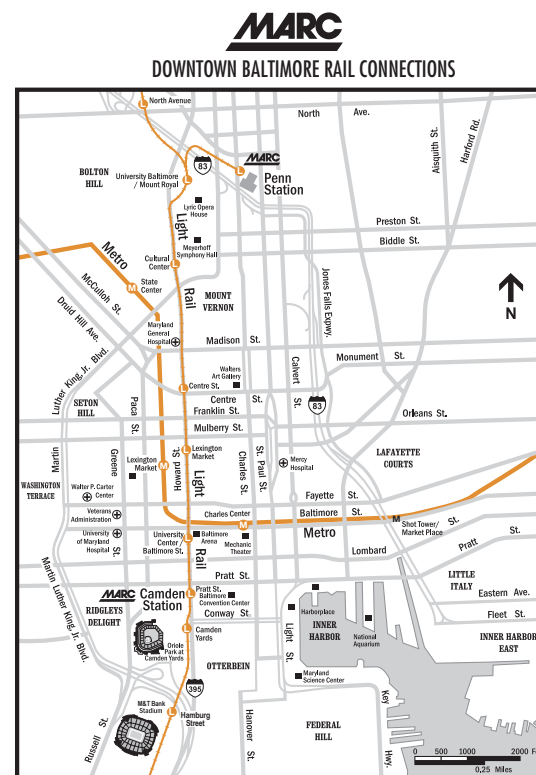 MARC
DOWNTOWN BALTIMORE RAIL CONNECTIONS
North Avenue
North Ave.
Aisquith St.
Harford Rd.
BOLTON
HILL
University Baltimore
/ Mount Royal
83
MARC
Penn
Station
Lyric Opera
House
Light
Preston St.
Biddle St.
Metro
Meyerhoff
Symphony Hall
Cultural
Center
Jones Falls Expwy.
McCulloh St.
State
Center
Rail
MOUNT
VERNON
N
Druid Hill Ave.
Maryland
General
Hospital
Madison St.
Luther King, Jr. Blvd.
Walters
Art Gallery
Calvert St.
Monument St.
Centre St.
Centre St.
83
SETON
HILL
Paca St.
Franklin St.
Orleans St.
Mulberry St.
Martin
Greene St.
Lexington
Market
Howard St.
Lexington
Market
Light
Charles St.
St. Paul St.
Mercy
Hospital
LAFAYETTE
COURTS
WASHINGTON
TERRACE
Walter P. Carter
Center
Fayette St.
Veterans
Administration
Charles Center
Baltimore St.
University
of Maryland
Hospital
University
Center/
Baltimore St.
Baltimore
Arena
Mechanic
Theater
Metro
Shot Tower/
Market Place
Rail
Lombard St.
Pratt St.
Martin Luther King, Jr. Blvd.
Pratt St.
LITTLE
ITALY
MARC
Camden
Station
Pratt St.
Baltimore
Convention Center
Eastern Ave.
RIDGLEYS
DELIGHT
Conway St.
Harborplace
Fleet St.
Camden
Yards
Light St.
INNER
HARBOR
National
Aquarium
INNER HARBOR
EAST
Oriole
Park at
Camden Yards
OTTERBEIN
Maryland
Science Center
395
M&T Bank
Stadium
Hamburg
Street
Russell St.
Hanover St.
FEDERAL
HILL
Key Hwy.
0 500 1000 2000 F
0.25 Miles